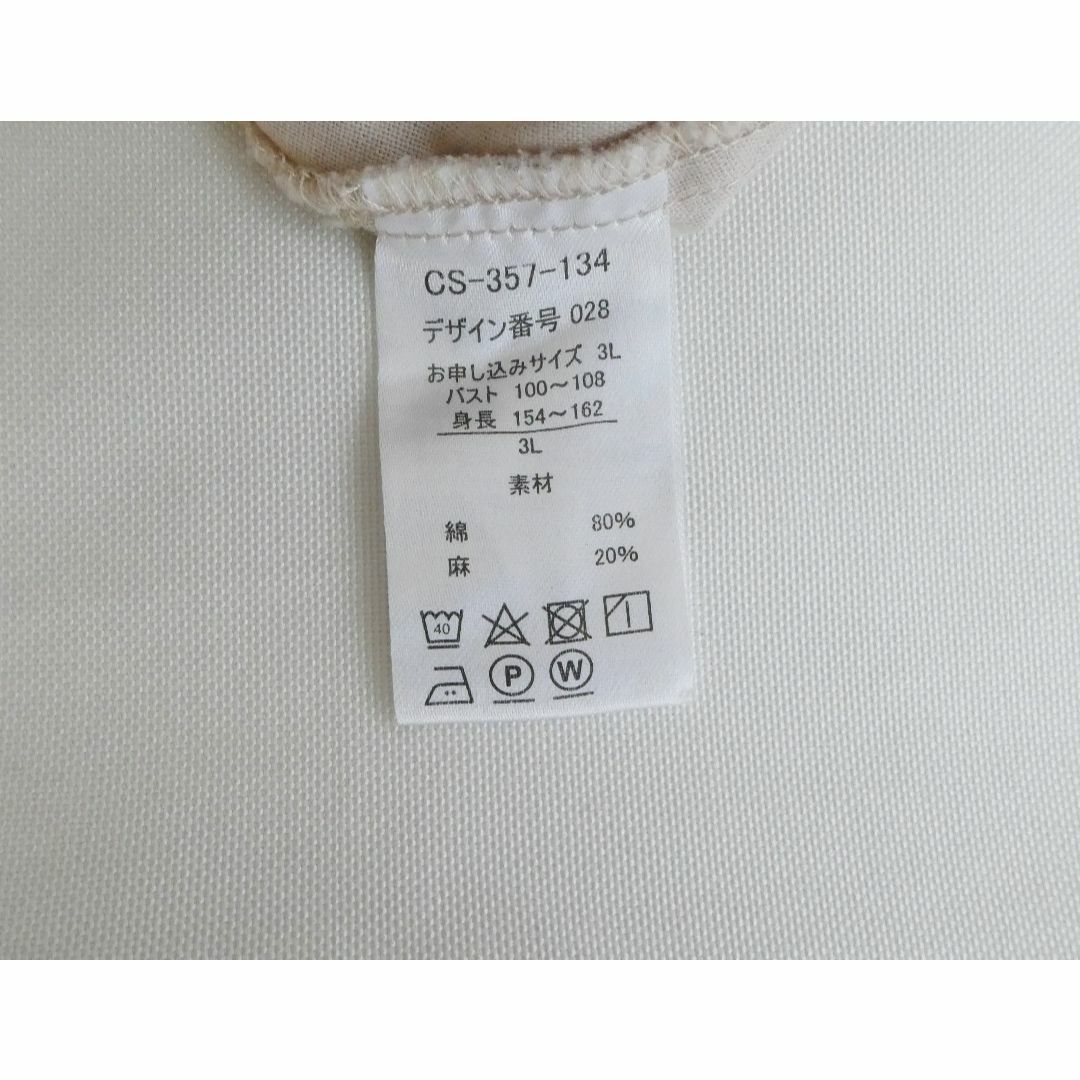 CS-357-134
デザイン番号 028
お申し込みサイズ 3L
バスト 100〜108
身長 154〜162
3L
素材
綿 80%
麻 20%
40
P W